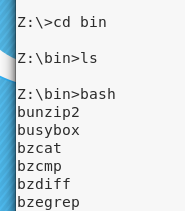 Z:\>cd bin
Z:\bin>ls
Z:\bin>bash
bunzip2
busybox
bzcat
bzcmp
bzdiff
bzegrep